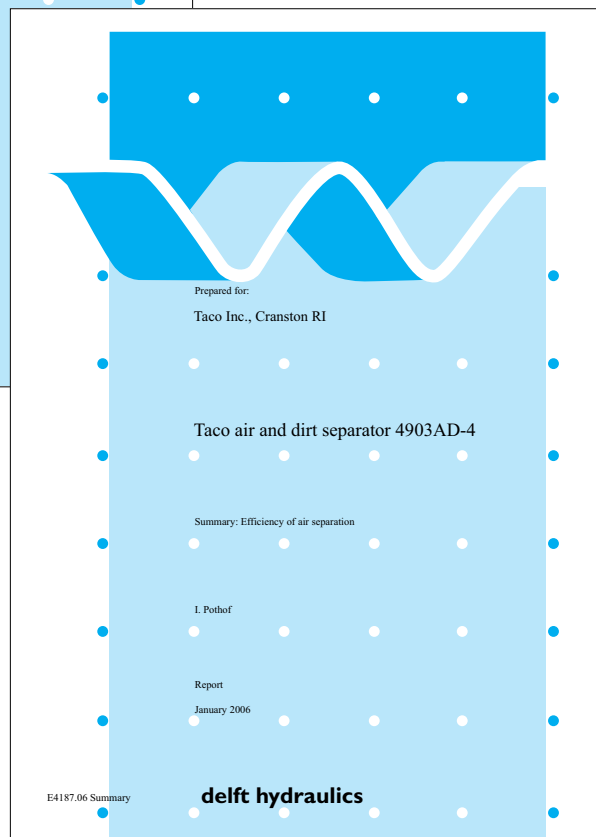 Prepared for:
Taco Inc., Cranston RI
Taco air and dirt separator 4903AD-4
Summary: Efficiency of air separation
I. Pothof
Report
January 2006
E4187.06 Summary
delft hydraulics